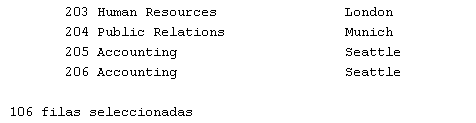 203 Human Resources London
204 Public Relations Munich
205 Accounting Seattle
206 Accounting Seattle
106 filas seleccionadas